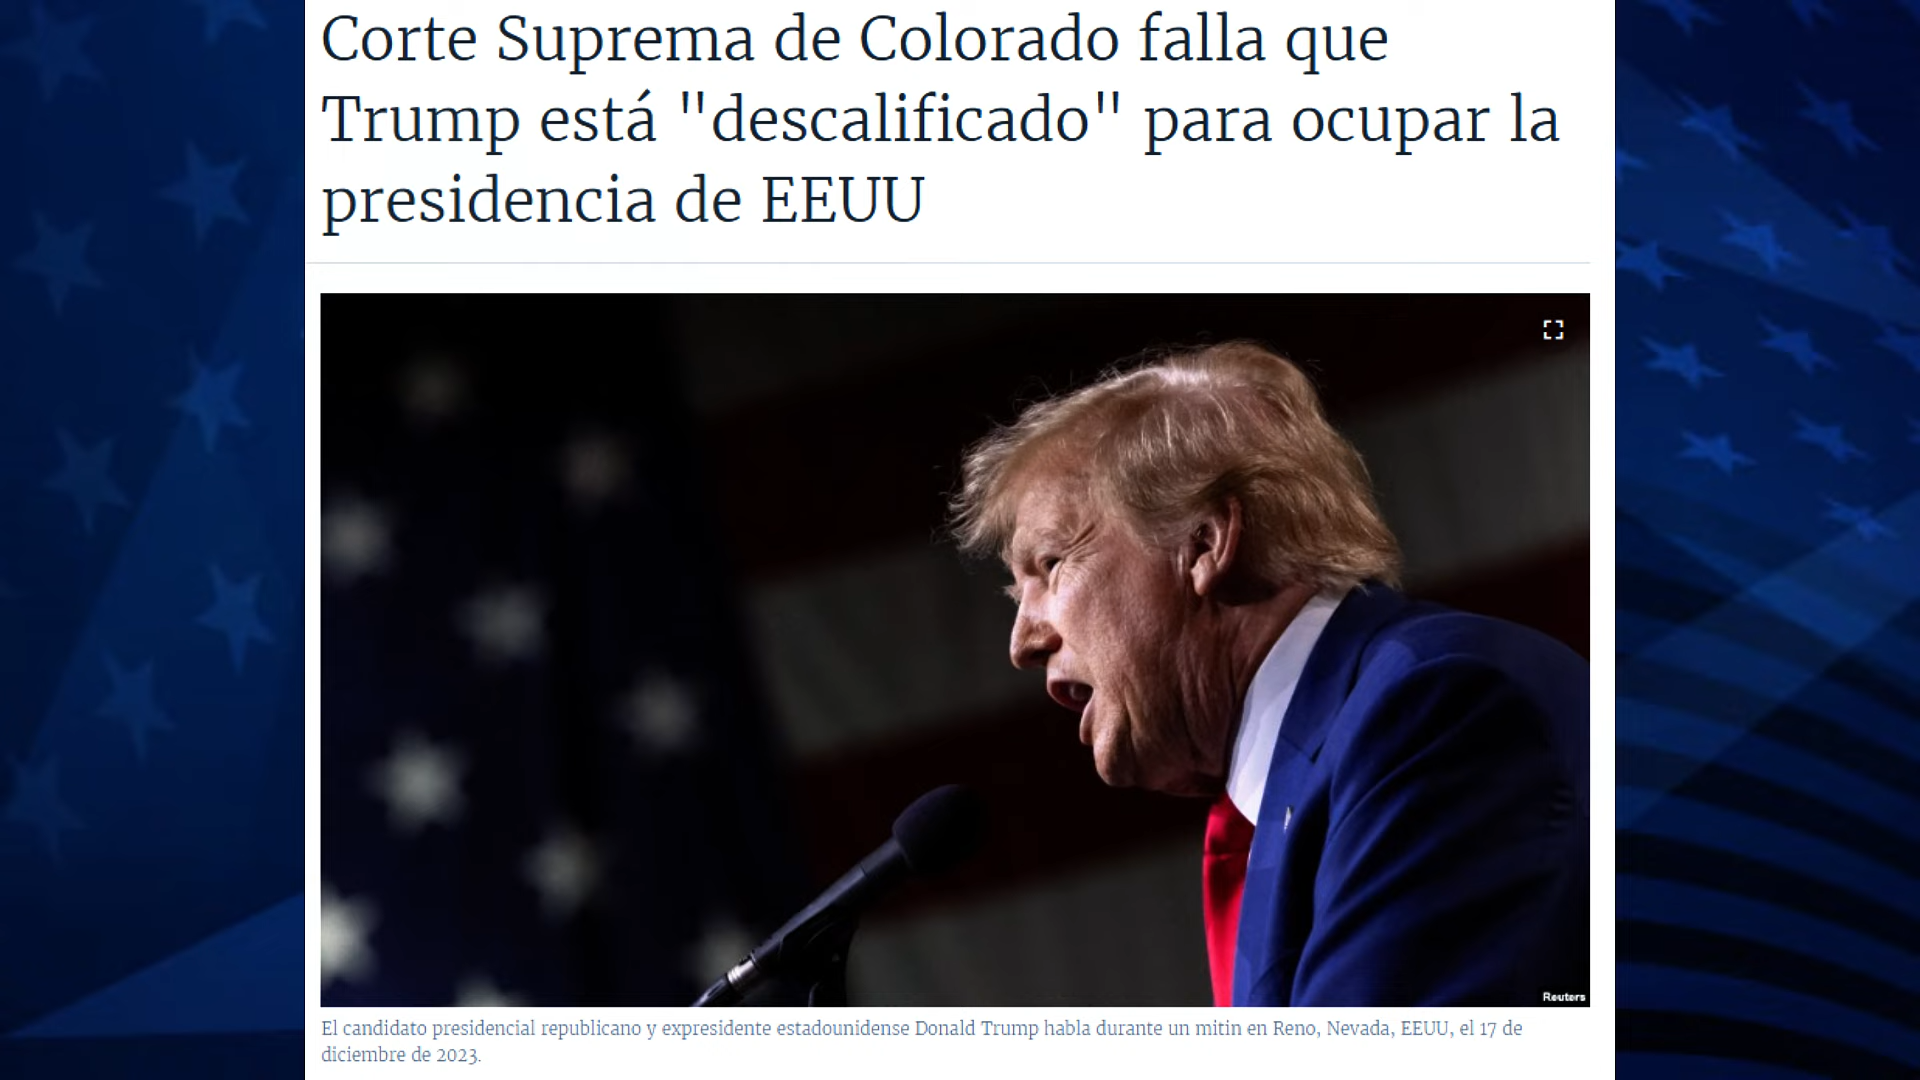 Corte Suprema de Colorado falla que
Trump está "descalificado" para ocupar la
presidencia de EEUU
Reuters
El candidato presidencial republicano y expresidente estadounidense Donald Trump habla durante un mitin en Reno, Nevada, EEUU, el 17 de
diciembre de 2023.